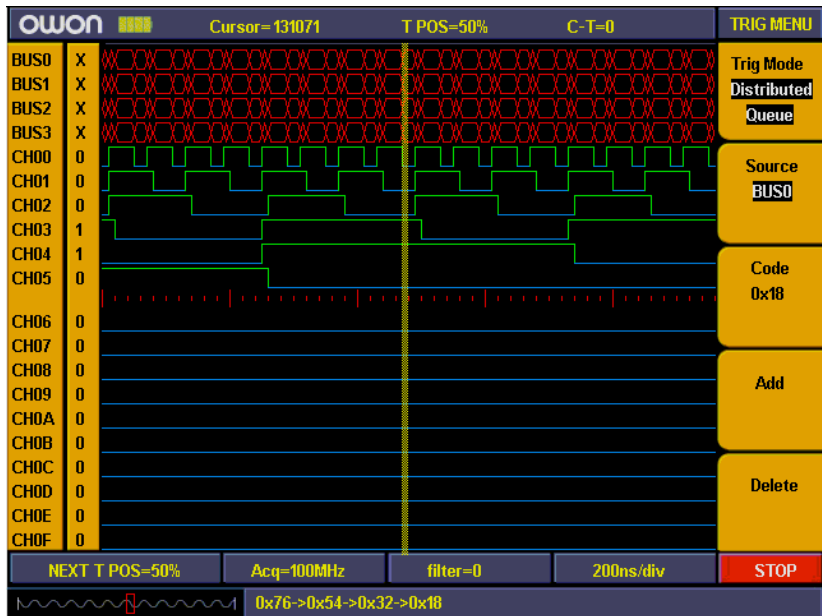 owon Cursor=131071 T POS=50% C-T=0 TRIG MENU
BUS0 X
BUS1 X
BUS2 X
BUS3 X
CH00 0
CH01 0
CH02 0
CH03 1
CH04 1
CH05 0
CH06 0
CH07 0
CH08 0
CH09 0
CH0A 0
CH0B 0
CH0C 0
CH0D 0
CH0E 0
CH0F 0
Trig Mode
Distributed
Queue
Source
BUS0
Code
0x18
Add
Delete
NEXT T POS=50% Acq=100MHz filter=0 200ns/div STOP
0x76->0x54->0x32->0x18